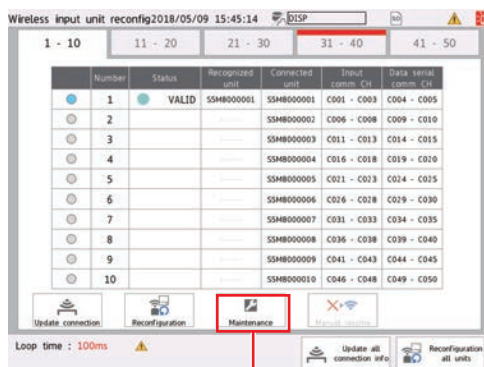 Wireless input unit reconfig 2018/05/09 15:45:14 DISP SD
1 - 10 11 - 20 21 - 30 31 - 40 41 - 50
Number Status Recognized unit Connected unit Input comm CH Data serial comm CH
1 VALID SSMB000001 SSMB000001 C001 - C003 C004 - C005
2 SSMB000002 C006 - C008 C009 - C010
3 SSMB000003 C011 - C013 C014 - C015
4 SSMB000004 C016 - C018 C019 - C020
5 SSMB000005 C021 - C023 C024 - C025
6 SSMB000006 C026 - C028 C029 - C030
7 SSMB000007 C031 - C033 C034 - C035
8 SSMB000008 C036 - C038 C039 - C040
9 SSMB000009 C041 - C043 C044 - C045
10 SSMB000010 C046 - C048 C049 - C050
Update connection Reconfiguration Maintenance Manual
Loop time : 100ms Update all connection info Reconfiguration all units